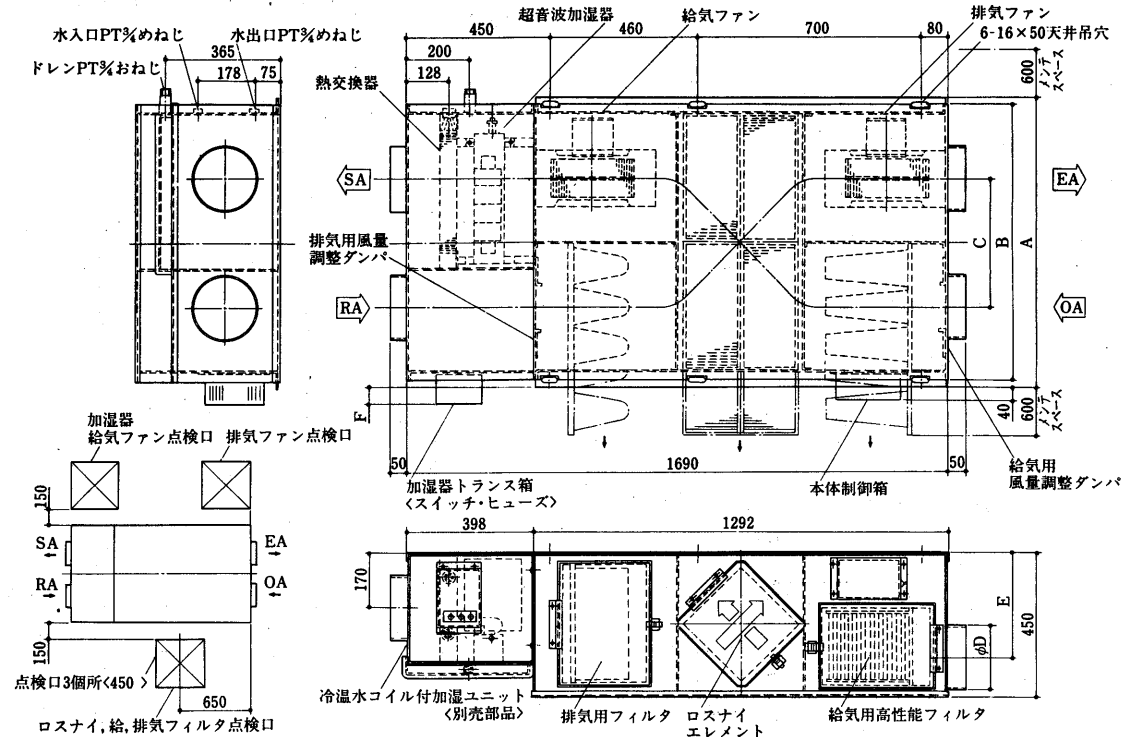 水入口PT¾めねじ
水出口PT¾めねじ
365
ドレンPT¾おねじ
178
75
超音波加湿器
給気ファン
排気ファン
6-16×50天井吊穴
450
460
700
80
200
128
熱交換器
600
メンテスペース
SA
EA
排気用風量
調整ダンパ
C
B
A
RA
OA
F
40
600
メンテスペース
50
1690
50
加湿器トランス箱
〈スイッチ・ヒューズ〉
本体制御箱
給気用
風量調整ダンパ
加湿器
給気ファン点検口
排気ファン点検口
150
SA
EA
RA
OA
150
点検口3個所<450>
650
ロスナイ,給,排気フィルタ点検口
398
1292
170
E
450
φD
冷温水コイル付加湿ユニット
〈別売部品〉
排気用フィルタ
ロスナイ
エレメント
給気用高性能フィルタ